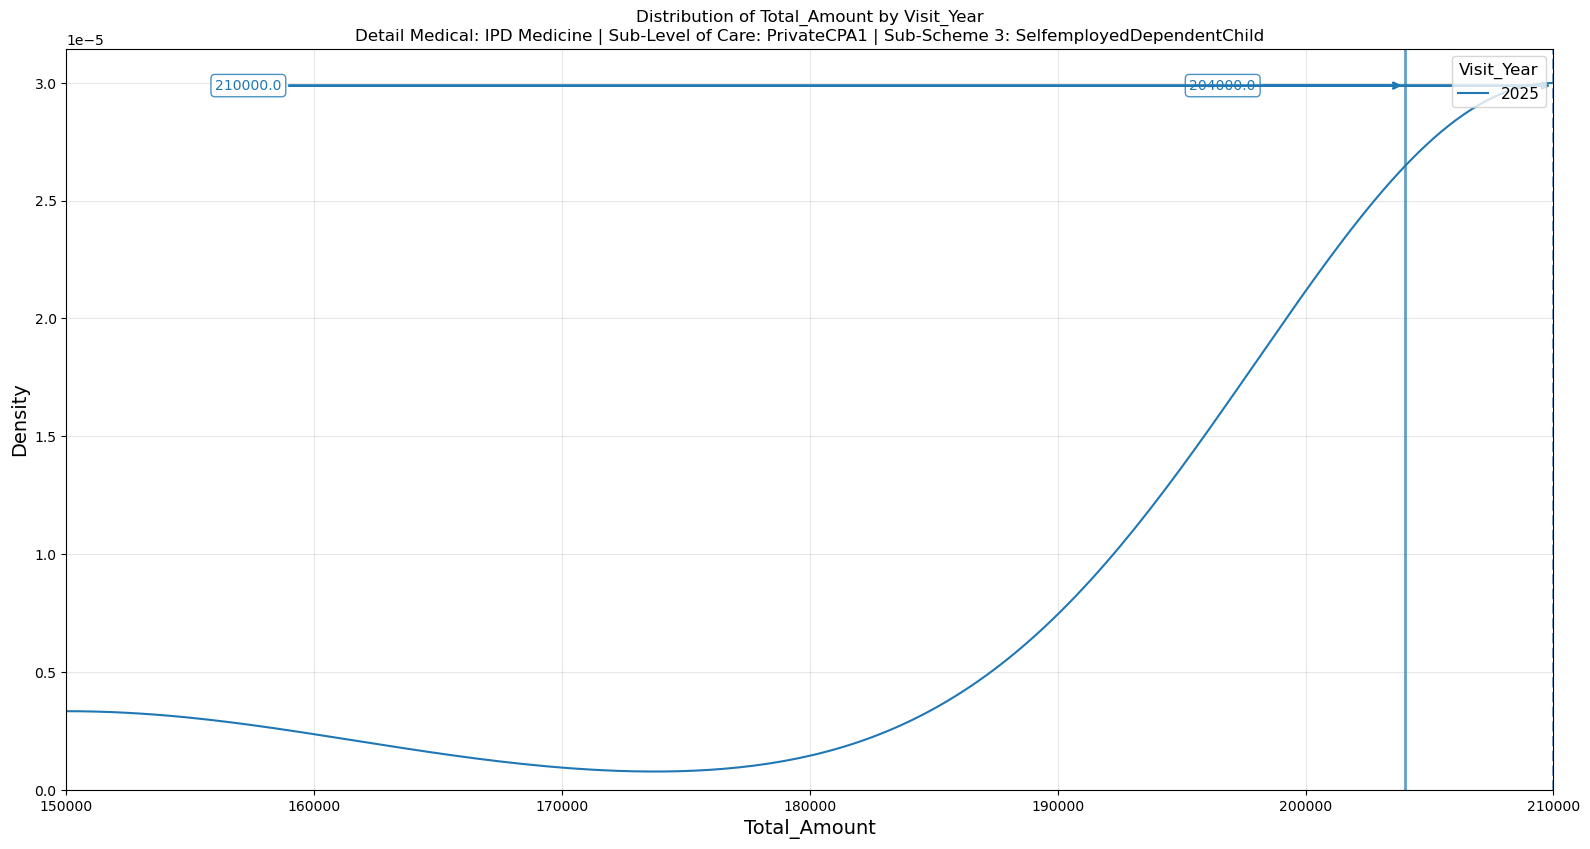 Distribution of Total_Amount by Visit_Year
Detail Medical: IPD Medicine | Sub-Level of Care: PrivateCPA1 | Sub-Scheme 3: SelfemployedDependentChild
1e−5
3.0
2.5
2.0
1.5
1.0
0.5
0.0
Density
210000.0
204000.0
Visit_Year
2025
150000
160000
170000
180000
190000
200000
210000
Total_Amount